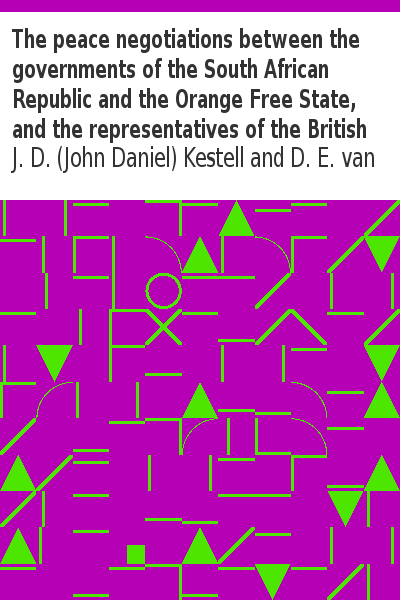 The peace negotiations between the
governments of the South African
Republic and the Orange Free State,
and the representatives of the British
J. D. (John Daniel) Kestell and D. E. van